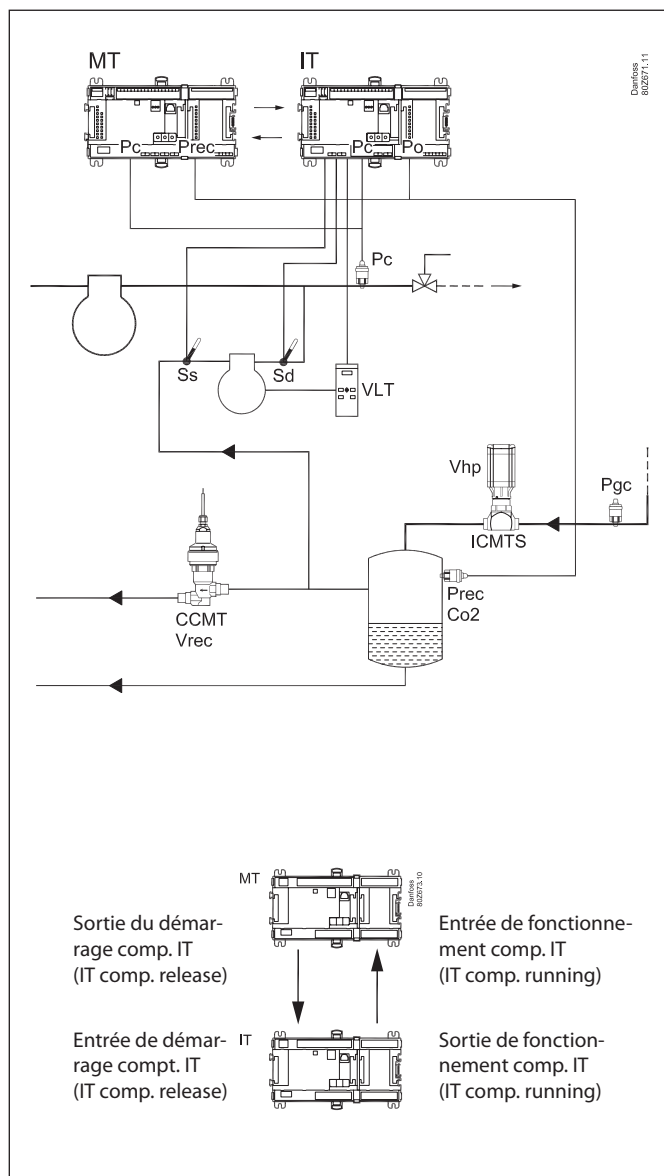 MT
IT
Danfoss
80Z671.11
Pc
Prec
Pc
Po
Pc
Ss
Sd
VLT
Vhp
Pgc
ICMTS
CCMT
Vrec
Prec
Co2
MT
Danfoss
80Z673.10
Sortie du démar-
rage comp. IT
(IT comp. release)
Entrée de fonctionne-
ment comp. IT
(IT comp. running)
Entrée de démar-
rage compt. IT
(IT comp. release)
IT
Sortie de fonction-
nement comp. IT
(IT comp. running)